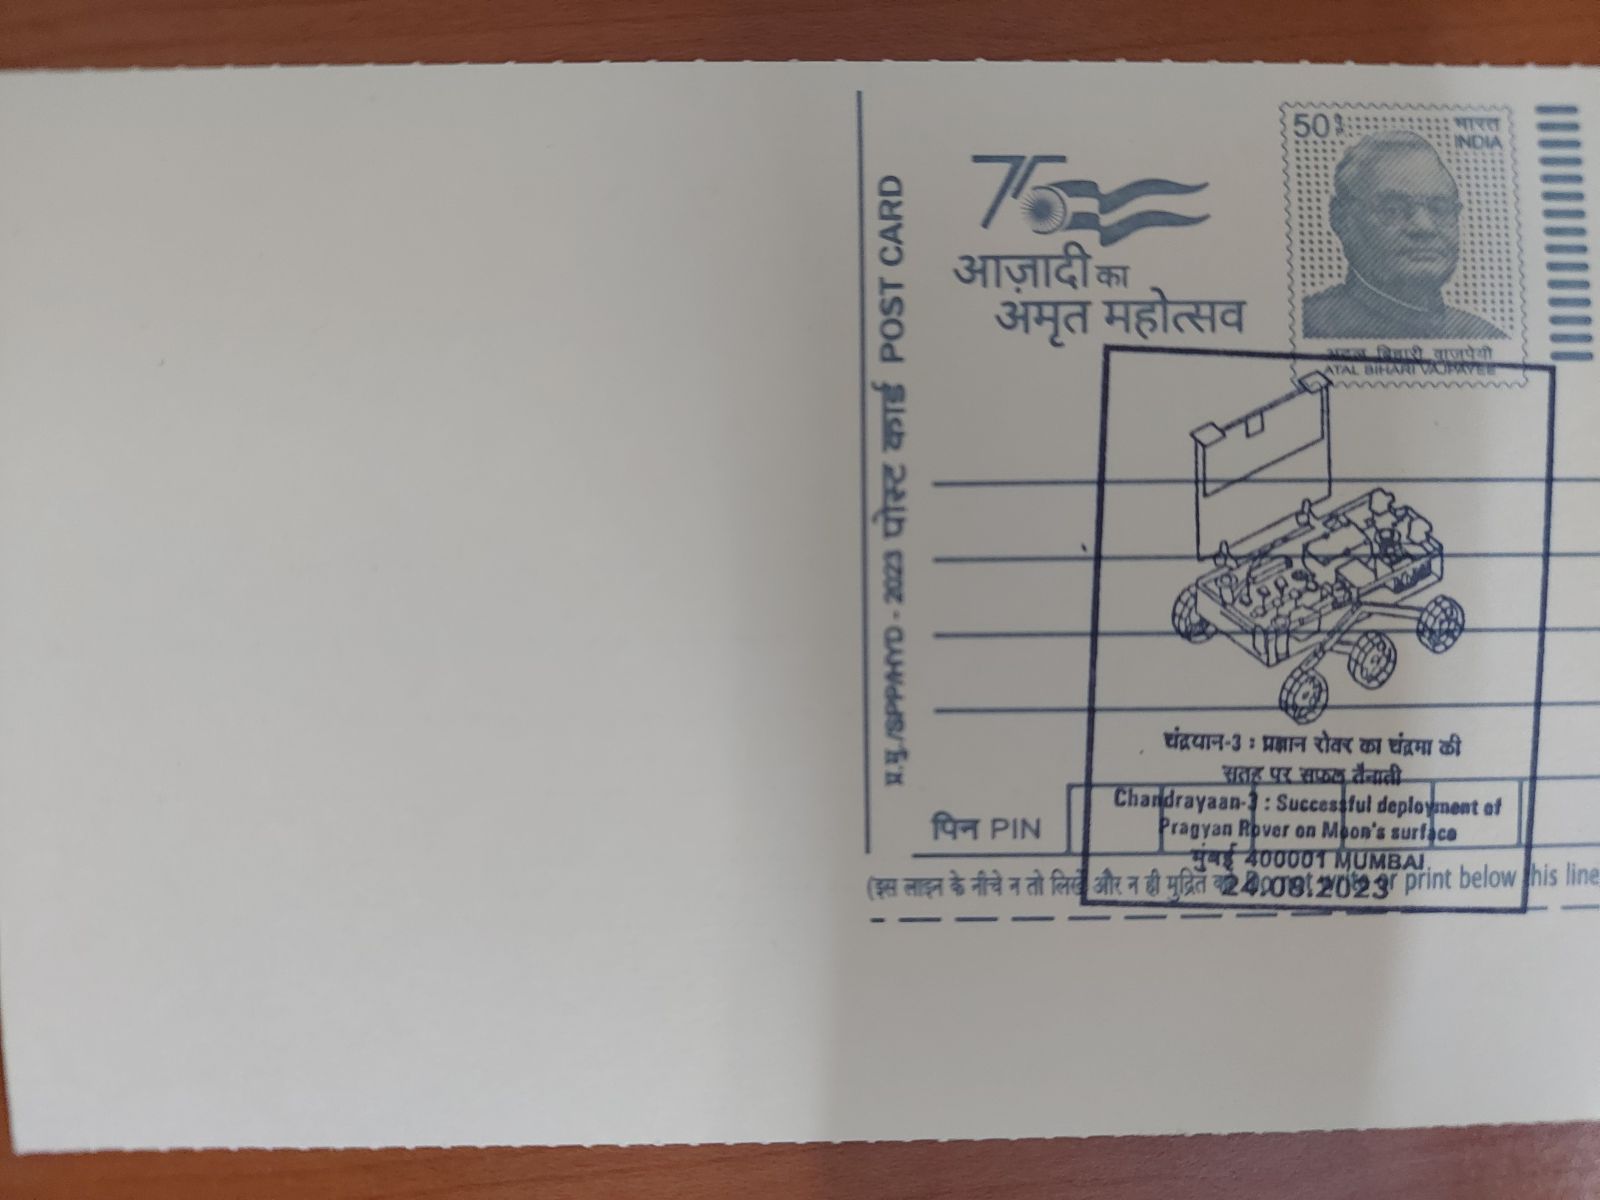 50
भारत
INDIA
75
आज़ादी का
अमृत महोत्सव
अटल बिहारी वाजपेयी
ATAL BIHARI VAJPAYEE
प्र.मु./SPPHYD - 2023 पोस्ट कार्ड POST CARD
चंद्रयान-3 : प्रज्ञान रोवर का चंद्रमा की
सतह पर सफल तैनाती
Chandrayaan-3 : Successful deployment of
Pragyan Rover on Moon's surface
मुंबई 400001 MUMBAI
24.08.2023
पिन PIN
(इस लाइन के नीचे न तो लिखें और न ही मुद्रित करें Do not write or print below this line